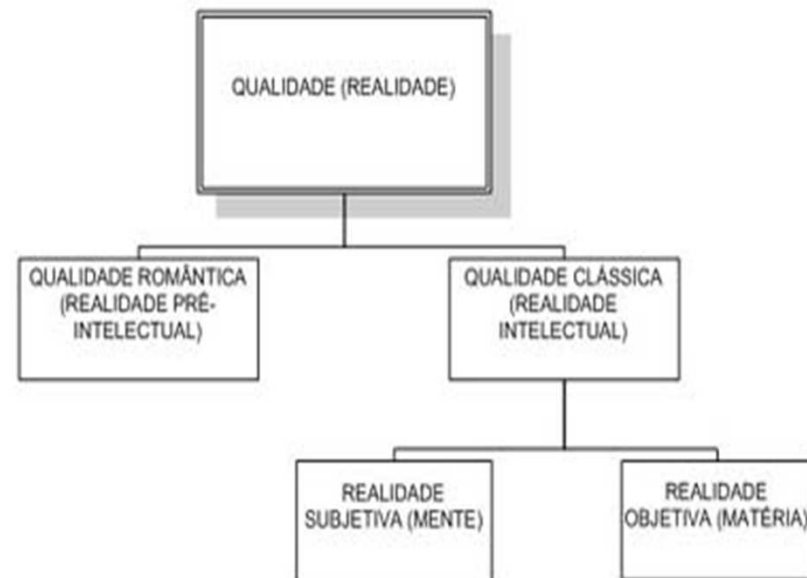 QUALIDADE (REALIDADE)
QUALIDADE ROMÂNTICA
(REALIDADE PRÉ-
INTELECTUAL)
QUALIDADE CLÁSSICA
(REALIDADE
INTELECTUAL)
REALIDADE
SUBJETIVA (MENTE)
REALIDADE
OBJETIVA (MATÉRIA)